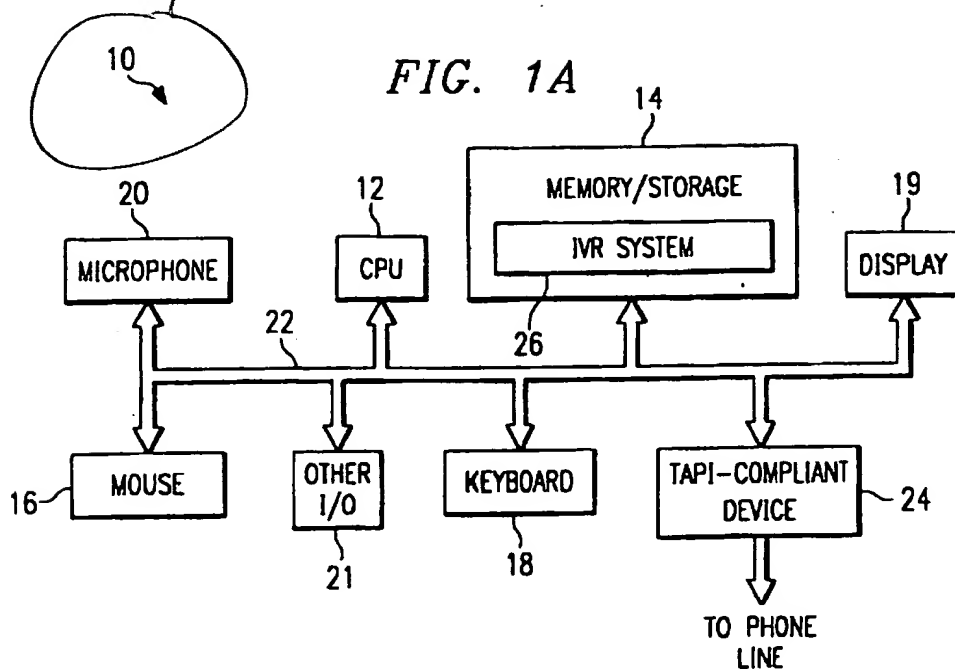 10
FIG. 1A
14
20
12
MEMORY/STORAGE
19
MICROPHONE
CPU
IVR SYSTEM
DISPLAY
22
26
MOUSE
OTHER
I/O
KEYBOARD
TAPI-COMPLIANT
DEVICE
16
24
21
18
TO PHONE
LINE